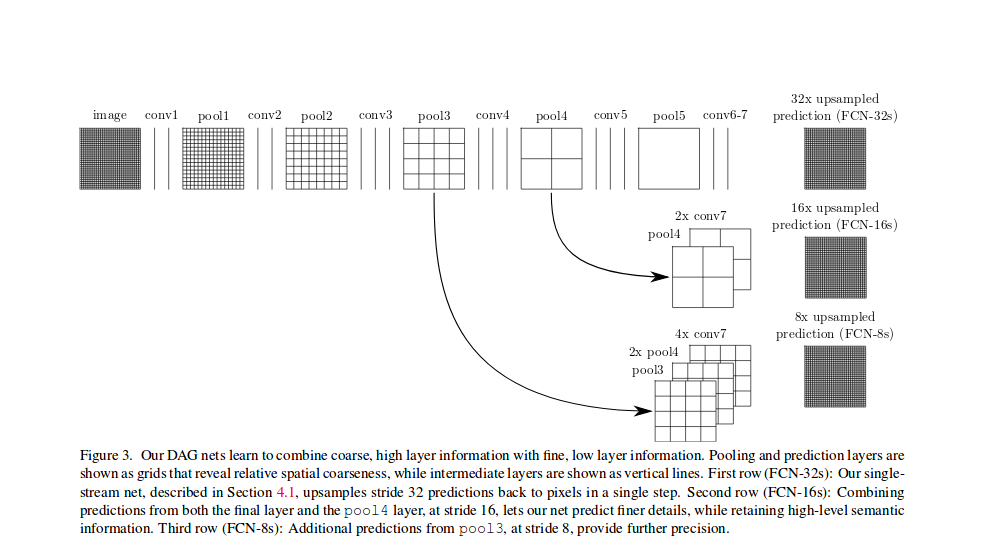 32x upsampled
image conv1 pool1 conv2 pool2 conv3 pool3 conv4 pool4 conv5 pool5 conv6-7 prediction (FCN-32s)
16x upsampled
2x conv7 prediction (FCN-16s)
pool4
8x upsampled
4x conv7 prediction (FCN-8s)
2x pool4
pool3
Figure 3. Our DAG nets learn to combine coarse, high layer information with fine, low layer information. Pooling and prediction layers are
shown as grids that reveal relative spatial coarseness, while intermediate layers are shown as vertical lines. First row (FCN-32s): Our single-
stream net, described in Section 4.1, upsamples stride 32 predictions back to pixels in a single step. Second row (FCN-16s): Combining
predictions from both the final layer and the pool4 layer, at stride 16, lets our net predict finer details, while retaining high-level semantic
information. Third row (FCN-8s): Additional predictions from pool3, at stride 8, provide further precision.